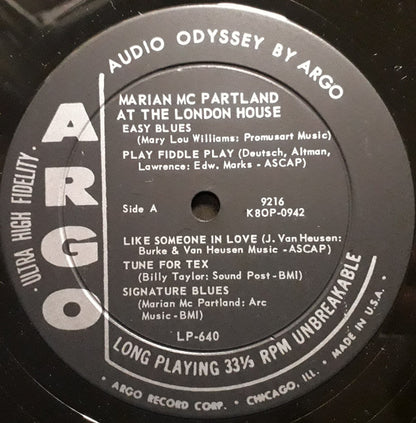 AUDIO ODYSSEY BY ARGO
· ULTRA HIGH FIDELITY ·
ARGO
MARIAN MC PARTLAND
AT THE LONDON HOUSE
EASY BLUES
(Mary Lou Williams: Promusart Music)
PLAY FIDDLE PLAY (Deutsch, Altman,
Lawrence: Edw. Marks - ASCAP)
Side A
9216
K8OP-0942
LIKE SOMEONE IN LOVE (J. Van Heusen:
Burke & Van Heusen Music - ASCAP)
TUNE FOR TEX
(Billy Taylor: Sound Post - BMI)
SIGNATURE BLUES
(Marian Mc Partland: Arc
Music - BMI)
LP-640
LONG PLAYING 33⅓ RPM UNBREAKABLE
· ARGO RECORD CORP. · CHICAGO, ILL. · MADE IN U.S.A. ·